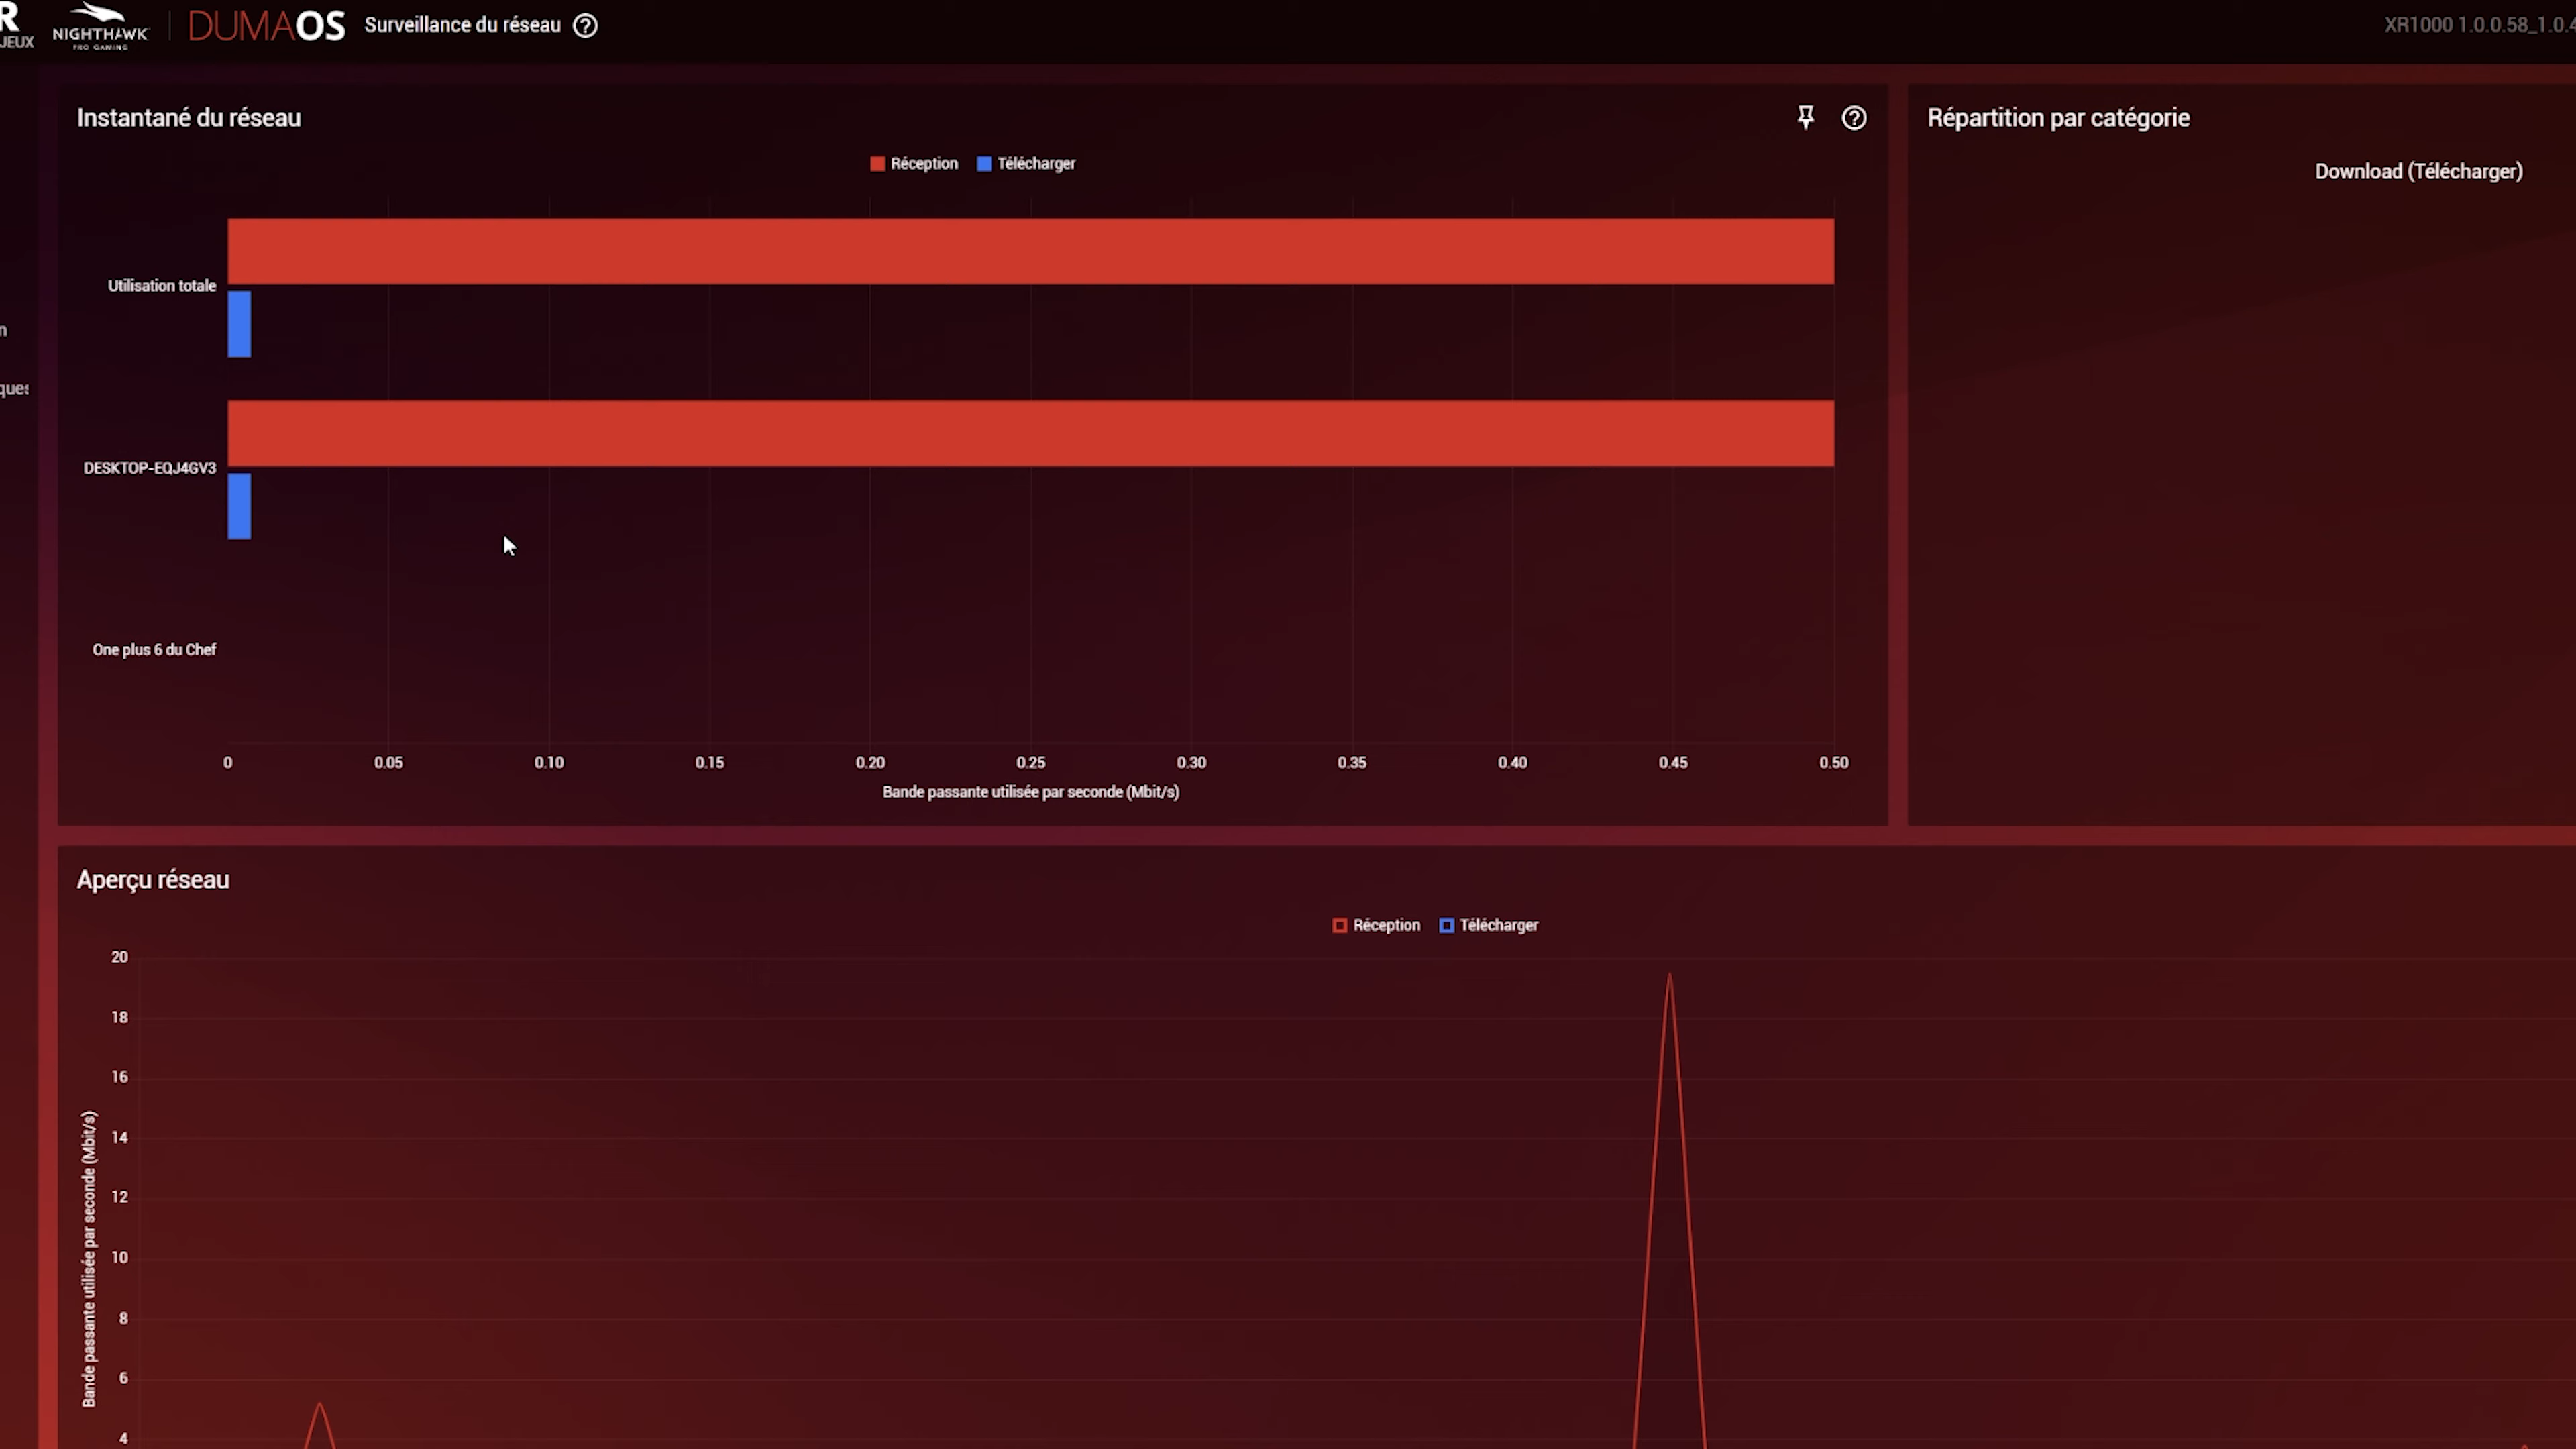 R
JEUX
NIGHTHAWK
PRO GAMING
DUMAOS
Surveillance du réseau
XR1000 1.0.0.58_1.0.4
Instantané du réseau
Réception
Télécharger
Utilisation totale
DESKTOP-EQJ4GV3
One plus 6 du Chef
0 0.05 0.10 0.15 0.20 0.25 0.30 0.35 0.40 0.45 0.50
Bande passante utilisée par seconde (Mbit/s)
Répartition par catégorie
Download (Télécharger)
n
ques
Aperçu réseau
Réception
Télécharger
20
18
16
14
12
10
8
6
4
Bande passante utilisée par seconde (Mbit/s)